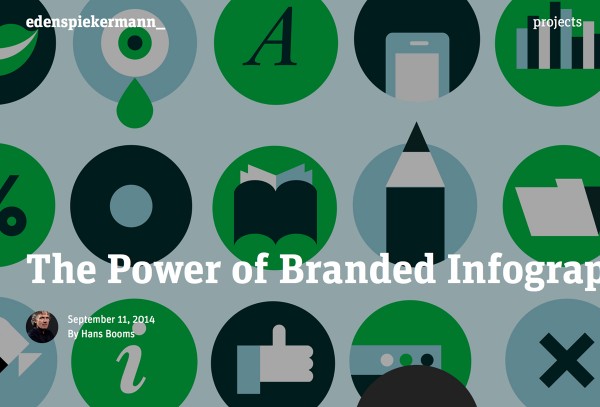 edenspiekermann_
projects
A
%
The Power of Branded Infograp
September 11, 2014
By Hans Booms
i